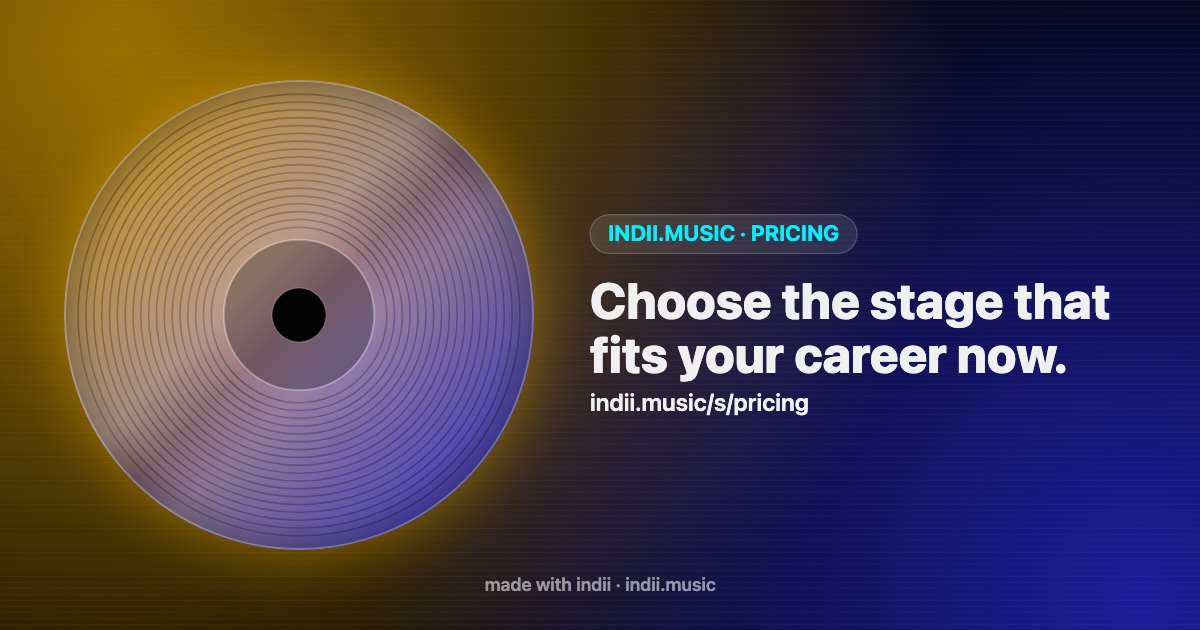 INDII.MUSIC · PRICING
Choose the stage that
fits your career now.
indii.music/s/pricing
made with indii · indii.music